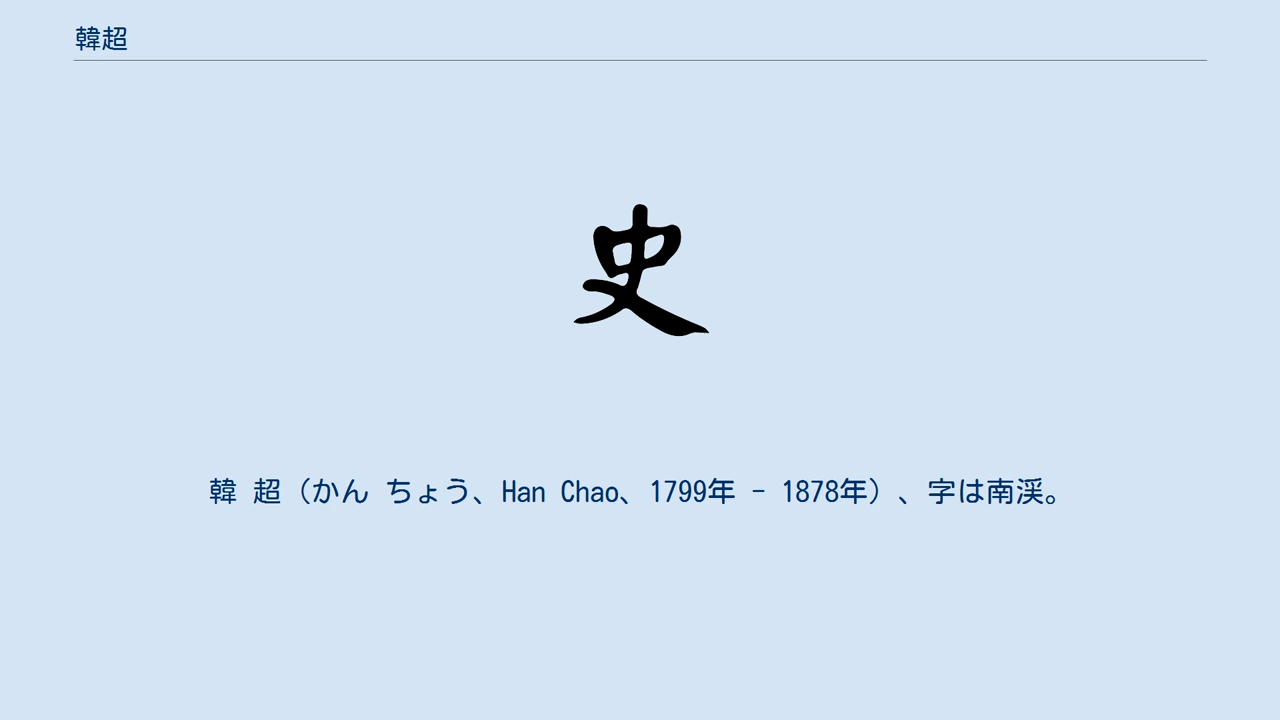 韓超
史
韓 超（かん ちょう、Han Chao、1799年 - 1878年）、字は南渓。